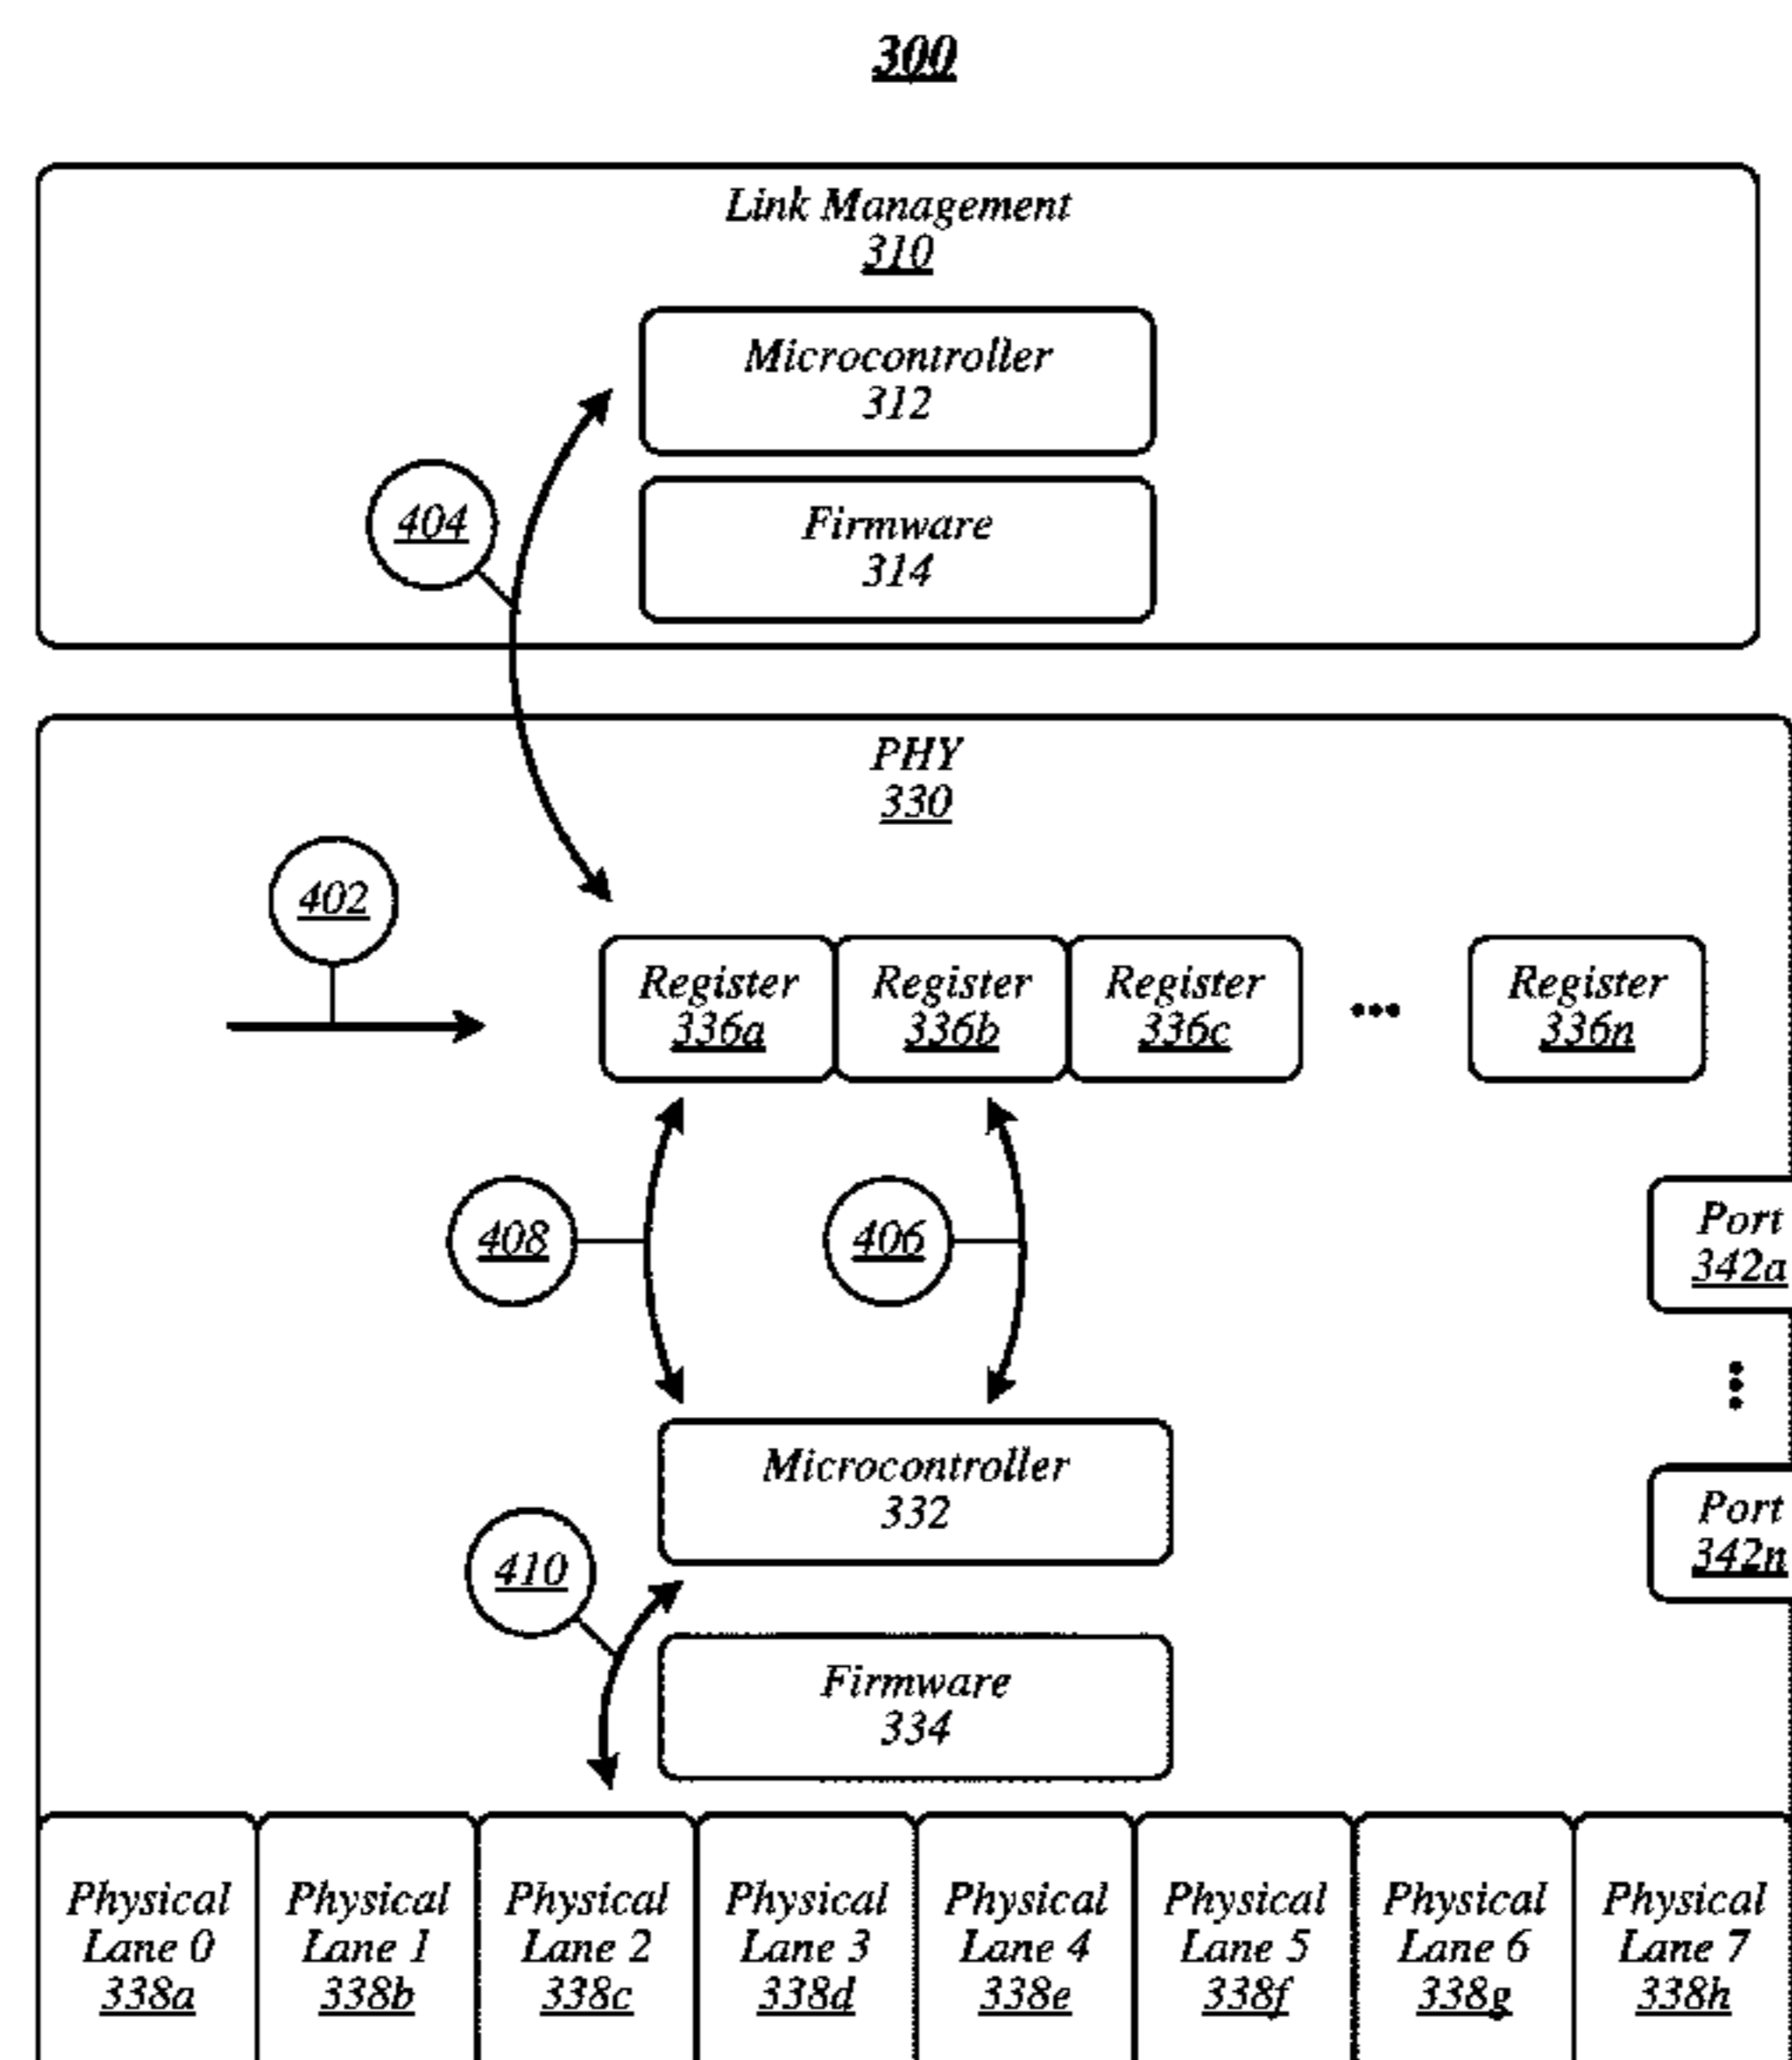 300
Link Management
310
Microcontroller
312
404
Firmware
314
PHY
330
402
Register
336a
Register
336b
Register
336c
...
Register
336n
408
406
Port
342a
Microcontroller
332
Port
342n
410
Firmware
334
Physical
Lane 0
338a
Physical
Lane 1
338b
Physical
Lane 2
338c
Physical
Lane 3
338d
Physical
Lane 4
338e
Physical
Lane 5
338f
Physical
Lane 6
338g
Physical
Lane 7
338h